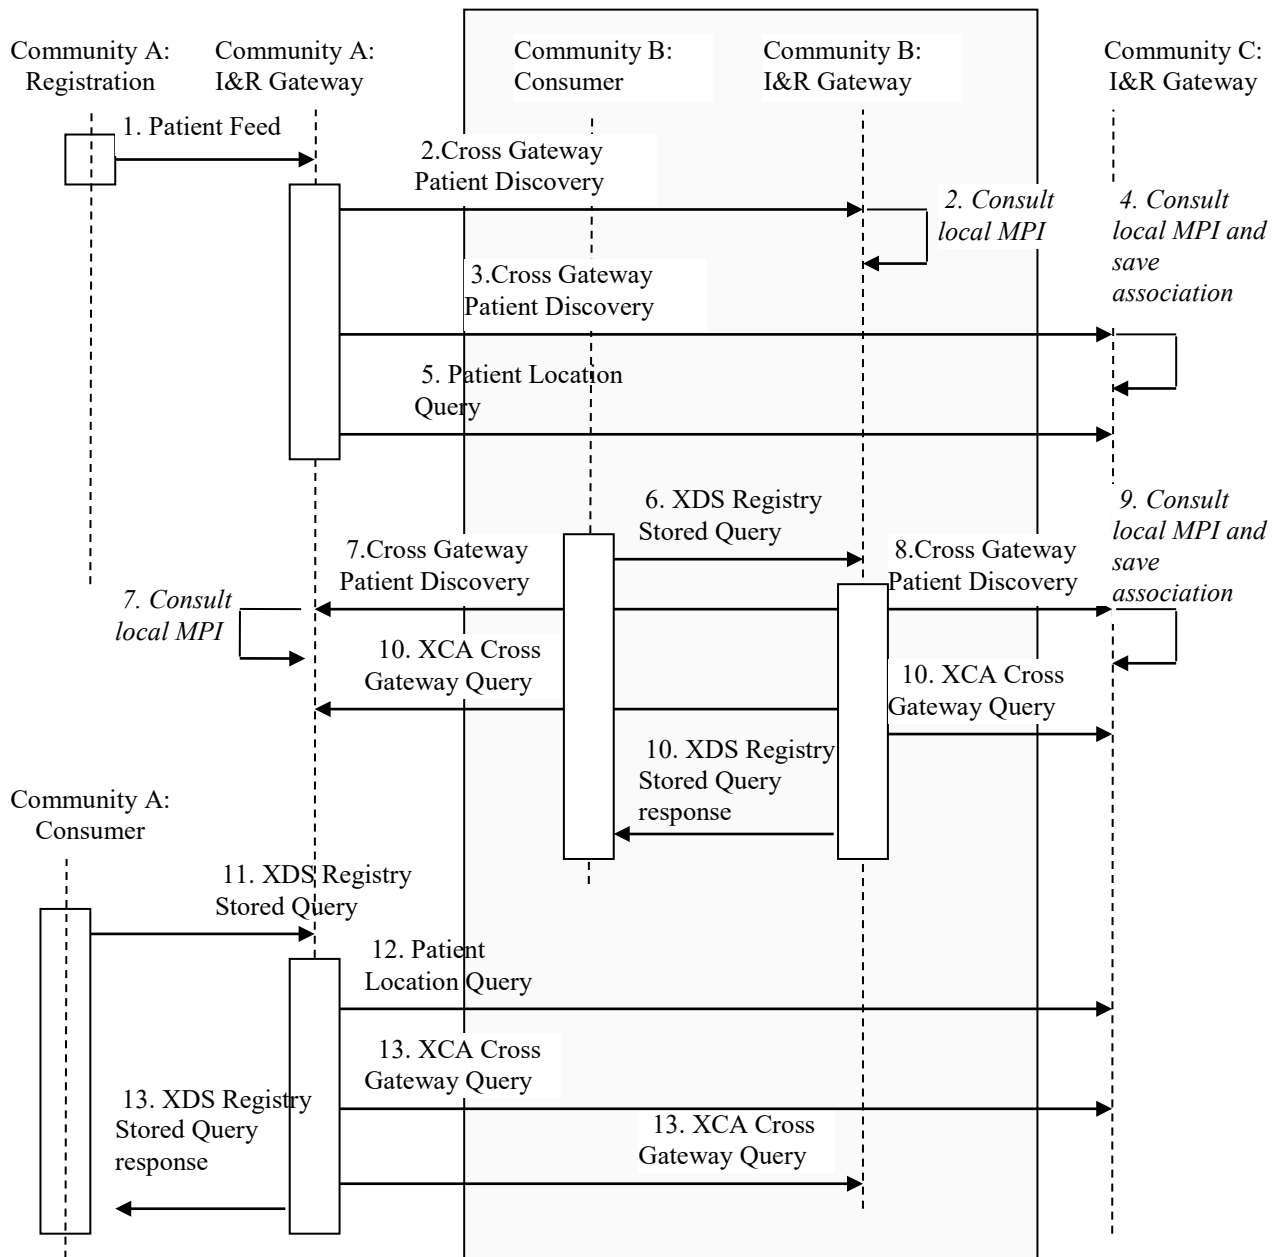 Community A:
Registration
Community A:
I&R Gateway
Community B:
Consumer
Community B:
I&R Gateway
Community C:
I&R Gateway
1. Patient Feed
2.Cross Gateway
Patient Discovery
2. Consult
local MPI
4. Consult
local MPI and
save
association
3.Cross Gateway
Patient Discovery
5. Patient Location
Query
6. XDS Registry
Stored Query
9. Consult
local MPI and
save
association
7.Cross Gateway
Patient Discovery
8.Cross Gateway
Patient Discovery
7. Consult
local MPI
10. XCA Cross
Gateway Query
10. XCA Cross
Gateway Query
10. XDS Registry
Stored Query
response
Community A:
Consumer
11. XDS Registry
Stored Query
12. Patient
Location Query
13. XCA Cross
Gateway Query
13. XDS Registry
Stored Query
response
13. XCA Cross
Gateway Query